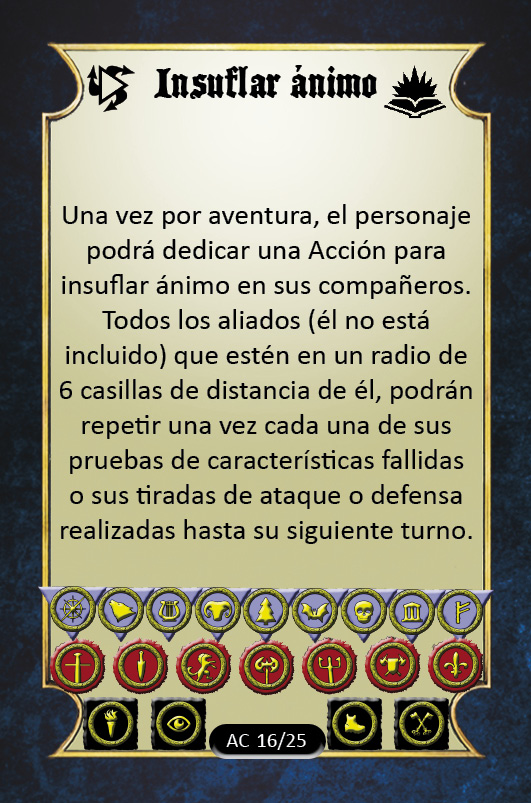 Insuflar ánimo
Una vez por aventura, el personaje
podrá dedicar una Acción para
insuflar ánimo en sus compañeros.
Todos los aliados (él no está
incluido) que estén en un radio de
6 casillas de distancia de él, podrán
repetir una vez cada una de sus
pruebas de características fallidas
o sus tiradas de ataque o defensa
realizadas hasta su siguiente turno.
AC 16/25